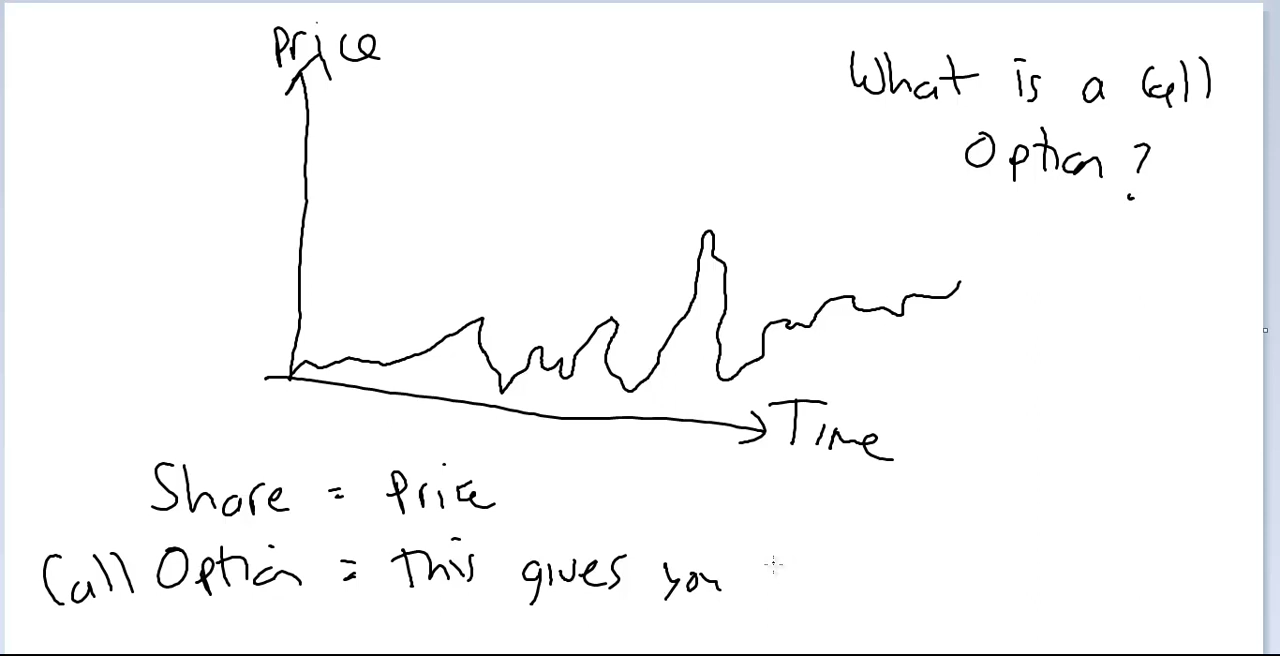 Price
What is a Call
Option?
Time
Share = Price
Call Option = This gives you